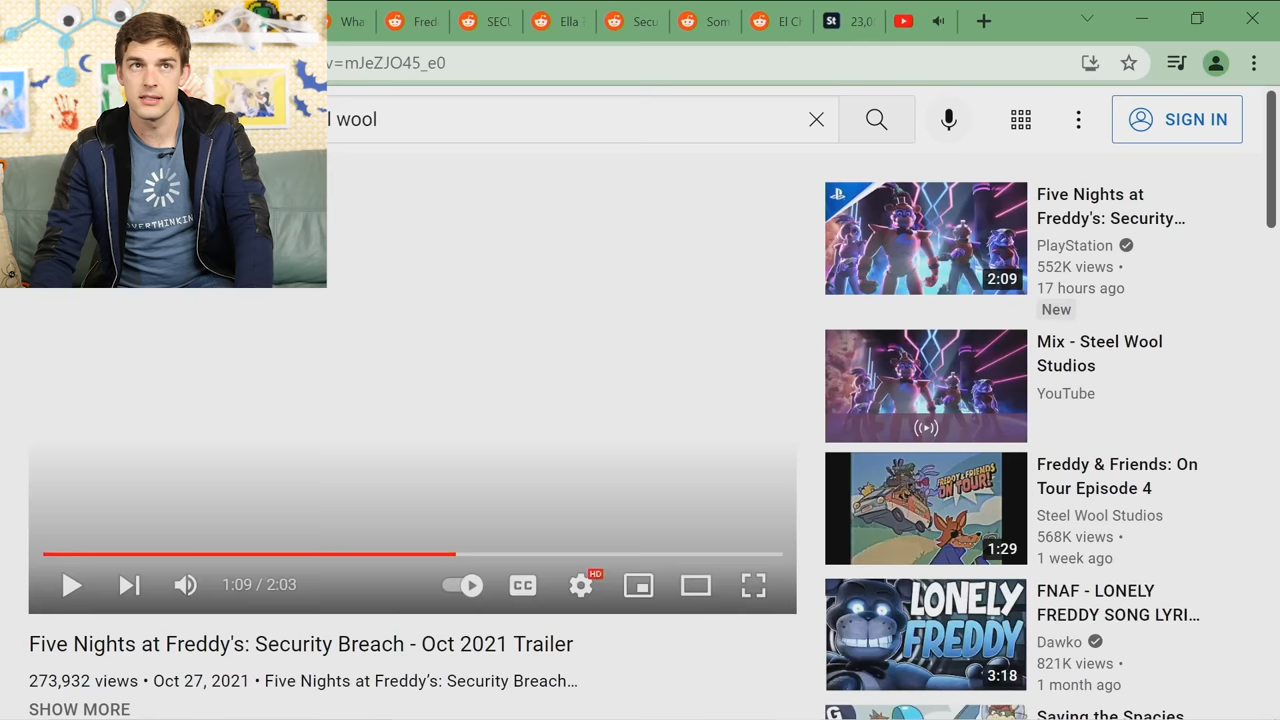 Wha
Fred
SECU
Ella
Secu
Som
El Cl
St
23,0
v=mJeZJO45_e0
l wool
SIGN IN
OVERTHINKIN
Five Nights at
Freddy's: Security...
PlayStation
552K views •
17 hours ago
New
2:09
Mix - Steel Wool
Studios
YouTube
FREDDY & FRIENDS
ON TOUR!
1:29
Freddy & Friends: On
Tour Episode 4
Steel Wool Studios
568K views •
1 week ago
LONELY
FREDDY
3:18
FNAF - LONELY
FREDDY SONG LYRI...
Dawko
821K views •
1 month ago
Saving the Spacies
1:09 / 2:03
CC
HD
Five Nights at Freddy's: Security Breach - Oct 2021 Trailer
273,932 views • Oct 27, 2021 • Five Nights at Freddy's: Security Breach...
SHOW MORE